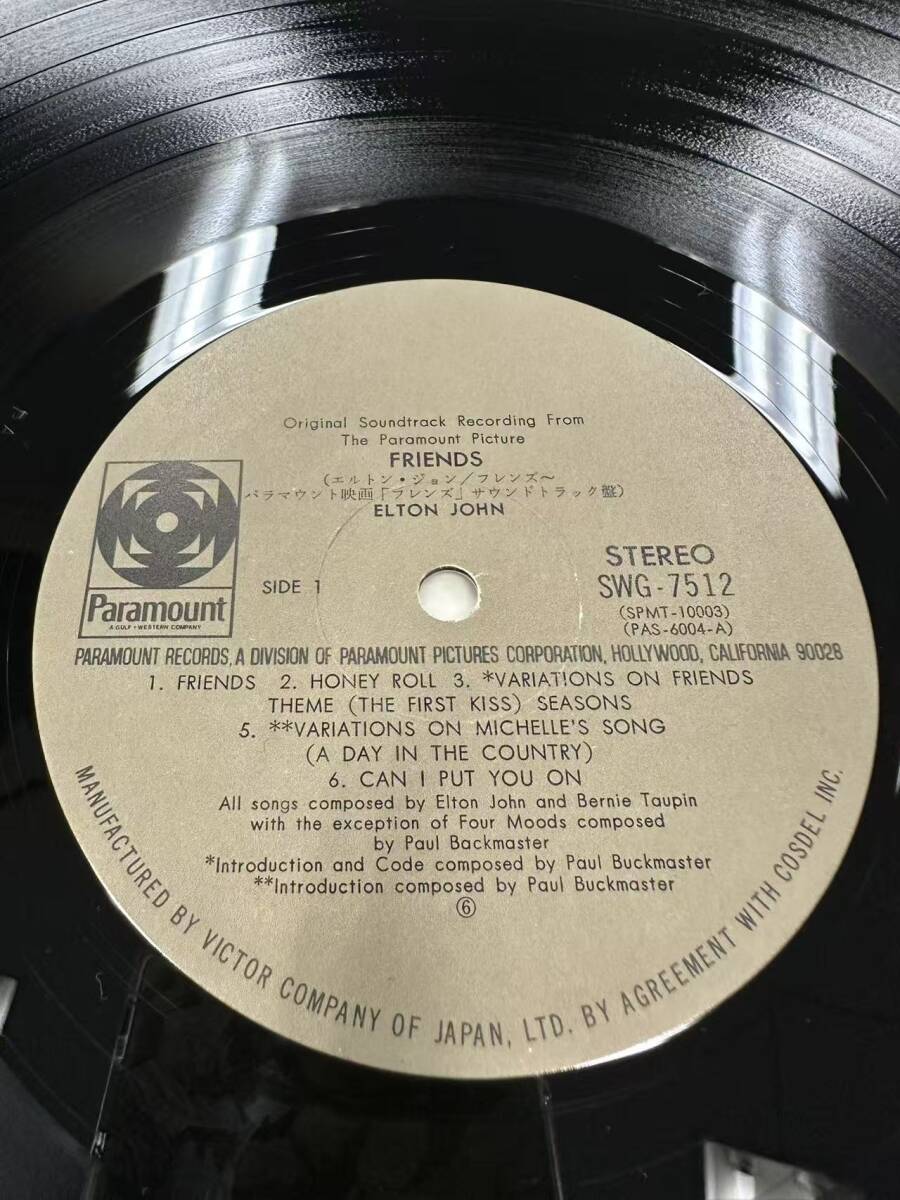 Original Soundtrack Recording From
The Paramount Picture
FRIENDS
(エルトン・ジョン/フレンズ〜
パラマウント映画「フレンズ」サウンドトラック盤)
ELTON JOHN
Paramount
A GULF + WESTERN COMPANY
SIDE 1
STEREO
SWG-7512
(SPMT-10003)
(PAS-6004-A)
PARAMOUNT RECORDS, A DIVISION OF PARAMOUNT PICTURES CORPORATION, HOLLYWOOD, CALIFORNIA 90028
1. FRIENDS 2. HONEY ROLL 3. *VARIATIONS ON FRIENDS
THEME (THE FIRST KISS) SEASONS
5. **VARIATIONS ON MICHELLE'S SONG
(A DAY IN THE COUNTRY)
6. CAN I PUT YOU ON
All songs composed by Elton John and Bernie Taupin
with the exception of Four Moods composed
by Paul Backmaster
*Introduction and Code composed by Paul Buckmaster
**Introduction composed by Paul Buckmaster
⑥
MANUFACTURED BY VICTOR COMPANY OF JAPAN, LTD. BY AGREEMENT WITH COSDEL INC.